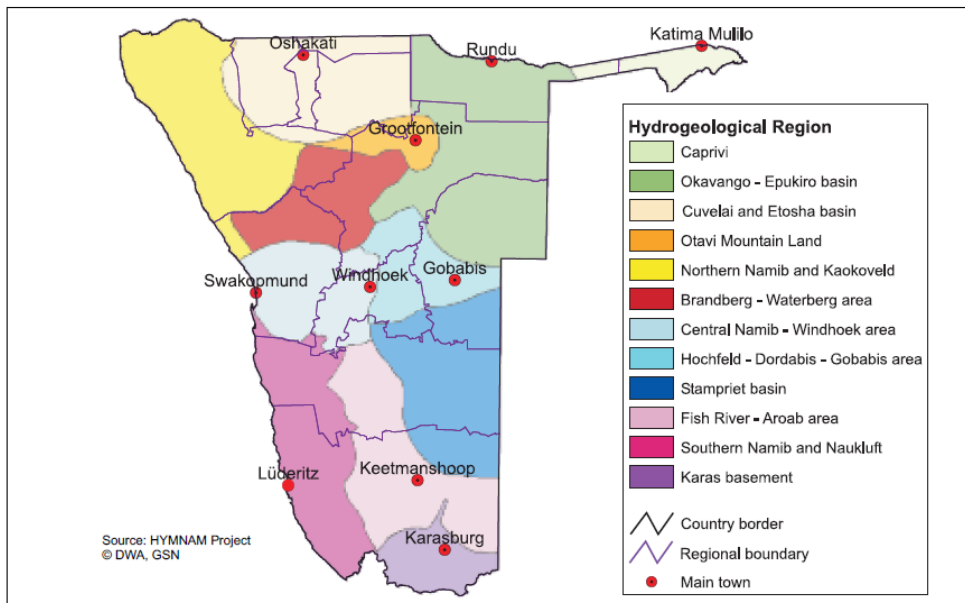 Oshakati
Rundu
Katima Mulilo
Grootfontein
Swakopmund
Windhoek
Gobabis
Lüderitz
Keetmanshoop
Karasburg
Source: HYMNAM Project
© DWA, GSN
Hydrogeological Region
Caprivi
Okavango - Epukiro basin
Cuvelai and Etosha basin
Otavi Mountain Land
Northern Namib and Kaokoveld
Brandberg - Waterberg area
Central Namib - Windhoek area
Hochfeld - Dordabis - Gobabis area
Stampriet basin
Fish River - Aroab area
Southern Namib and Naukluft
Karas basement
Country border
Regional boundary
Main town